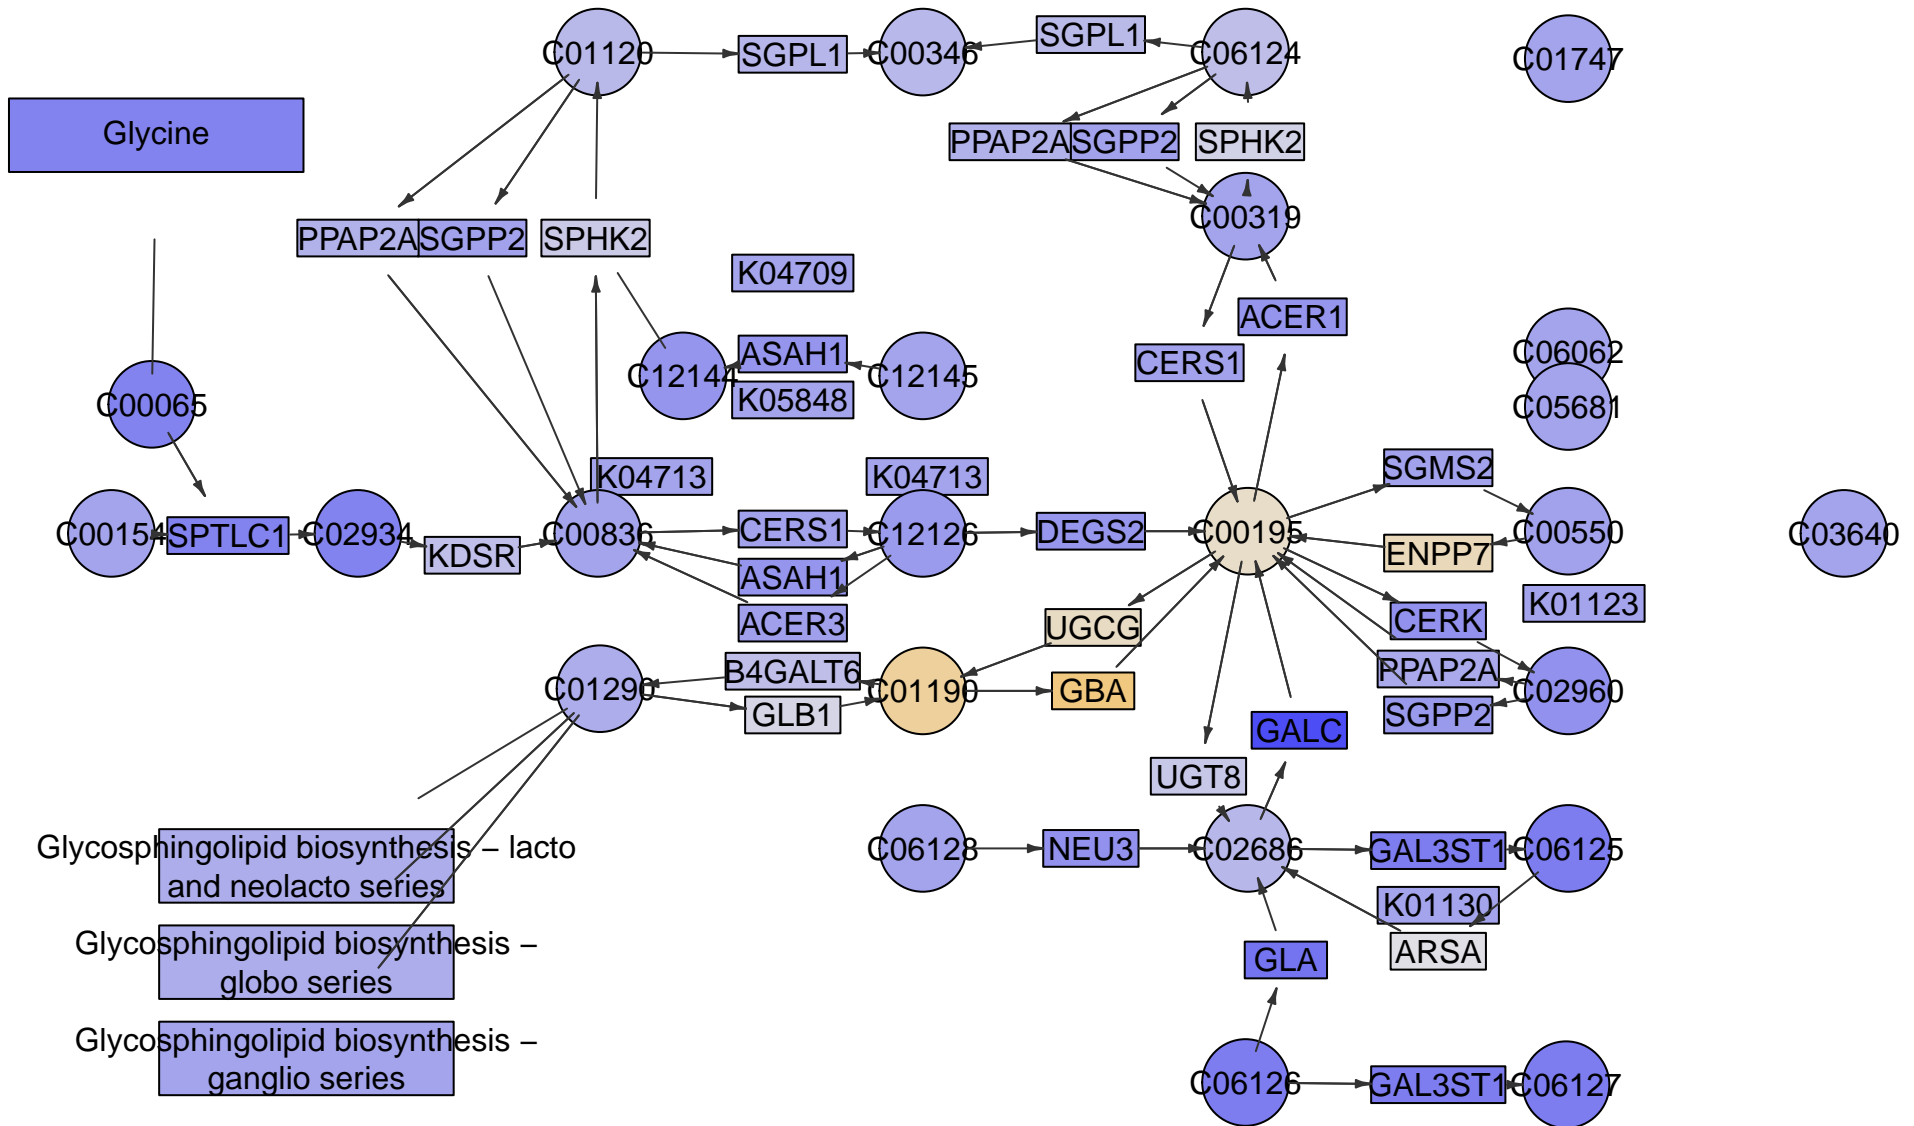 C01120
SGPL1
C00346
SGPL1
C06124
C01747
Glycine
PPAP2A
SGPP2
SPHK2
C00319
PPAP2A
SGPP2
SPHK2
K04709
ACER1
C12144
ASAH1
C12145
K05848
CERS1
C06062
C05681
C00065
K04713
K04713
SGMS2
C00154
SPTLC1
C02934
KDSR
C00836
CERS1
C12126
DEGS2
C00195
C00550
C03640
ENPP7
ASAH1
ACER3
K01123
UGCG
CERK
C01290
B4GALT6
C01190
GBA
PPAP2A
C02960
GLB1
SGPP2
GALC
UGT8
Glycosphingolipid biosynthesis – lacto
and neolacto series
C06128
NEU3
C02686
GAL3ST1
C06125
K01130
Glycosphingolipid biosynthesis –
globo series
GLA
ARSA
Glycosphingolipid biosynthesis –
ganglio series
C06126
GAL3ST1
C06127